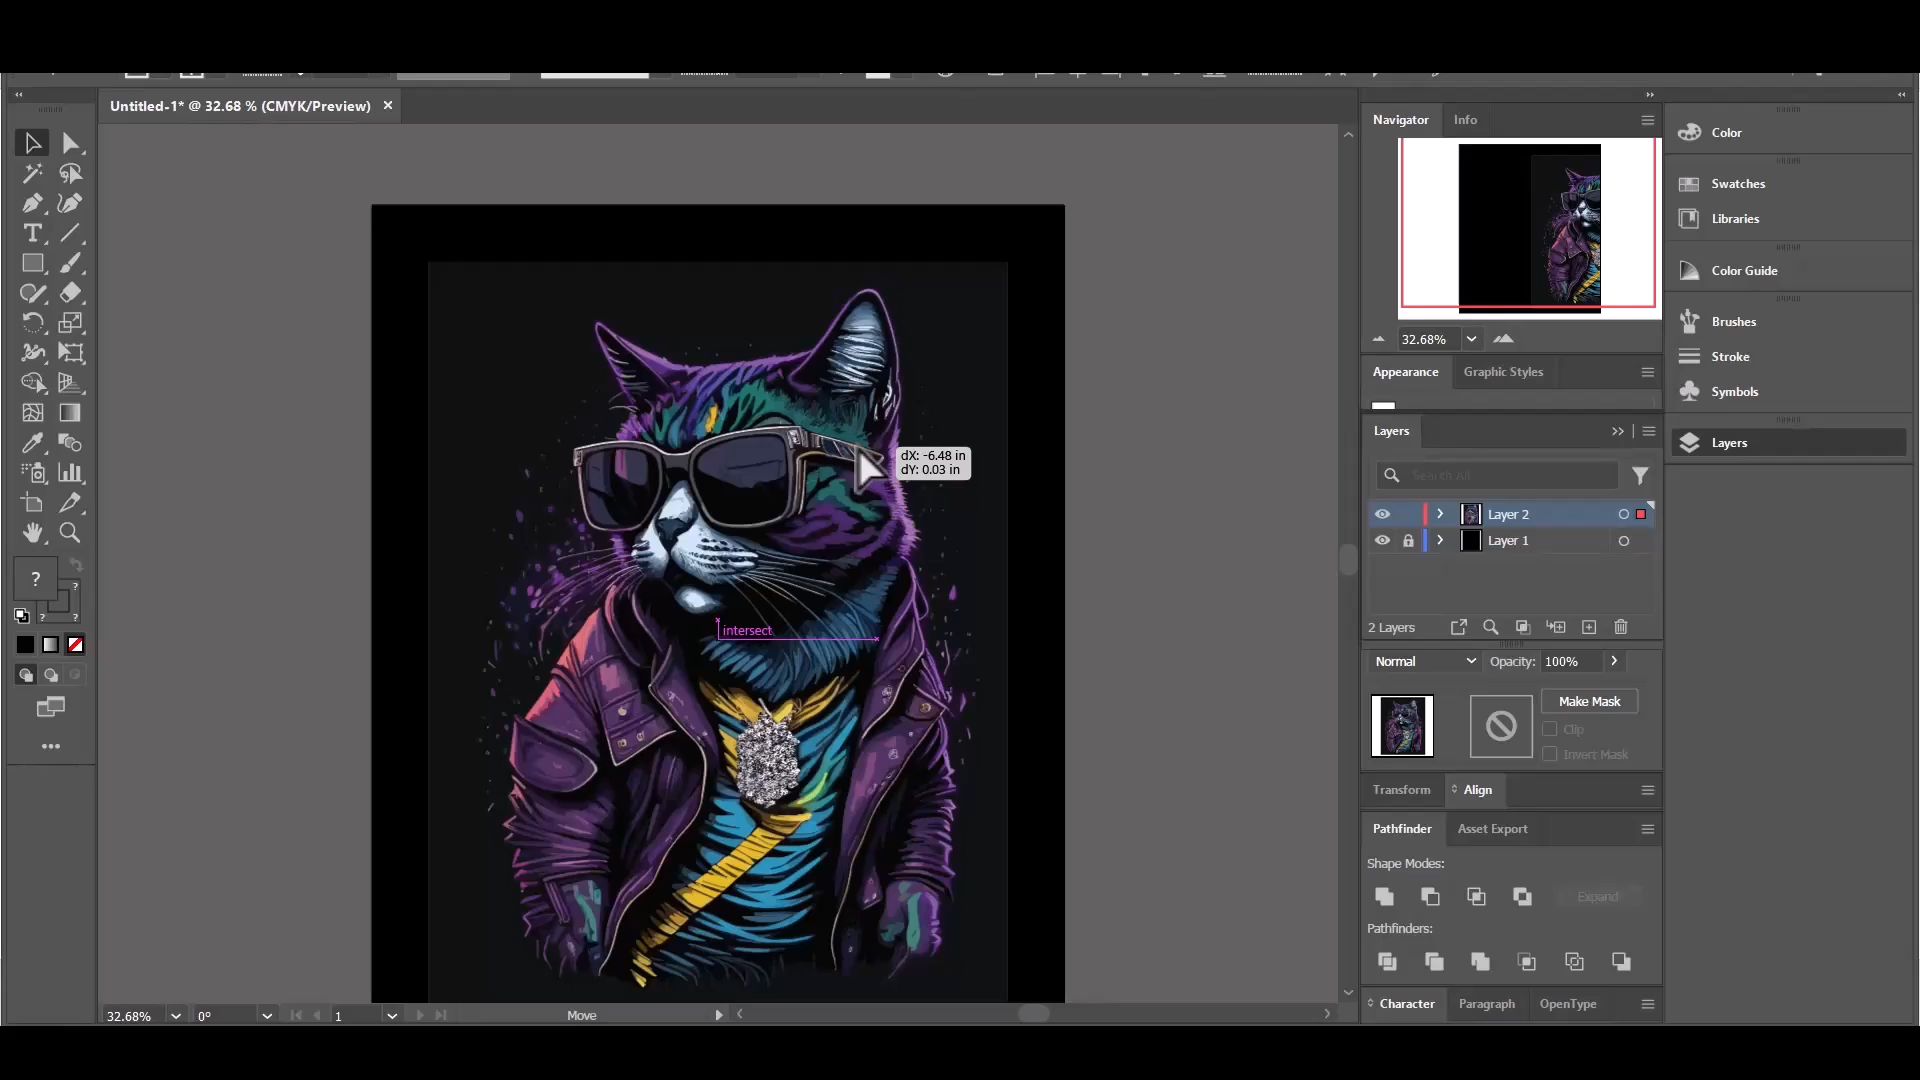 Untitled-1* @ 32.68 % (CMYK/Preview)
Navigator
Info
32.68%
Appearance
Graphic Styles
Layers
Search All
Layer 2
Layer 1
2 Layers
Normal
Opacity: 100%
Make Mask
Clip
Invert Mask
Transform
Align
Pathfinder
Asset Export
Shape Modes:
Expand
Pathfinders:
Character
Paragraph
OpenType
Color
Swatches
Libraries
Color Guide
Brushes
Stroke
Symbols
Layers
dX: -6.48 in
dY: 0.03 in
intersect
T
?
?
?
?
32.68%
0°
1
Move